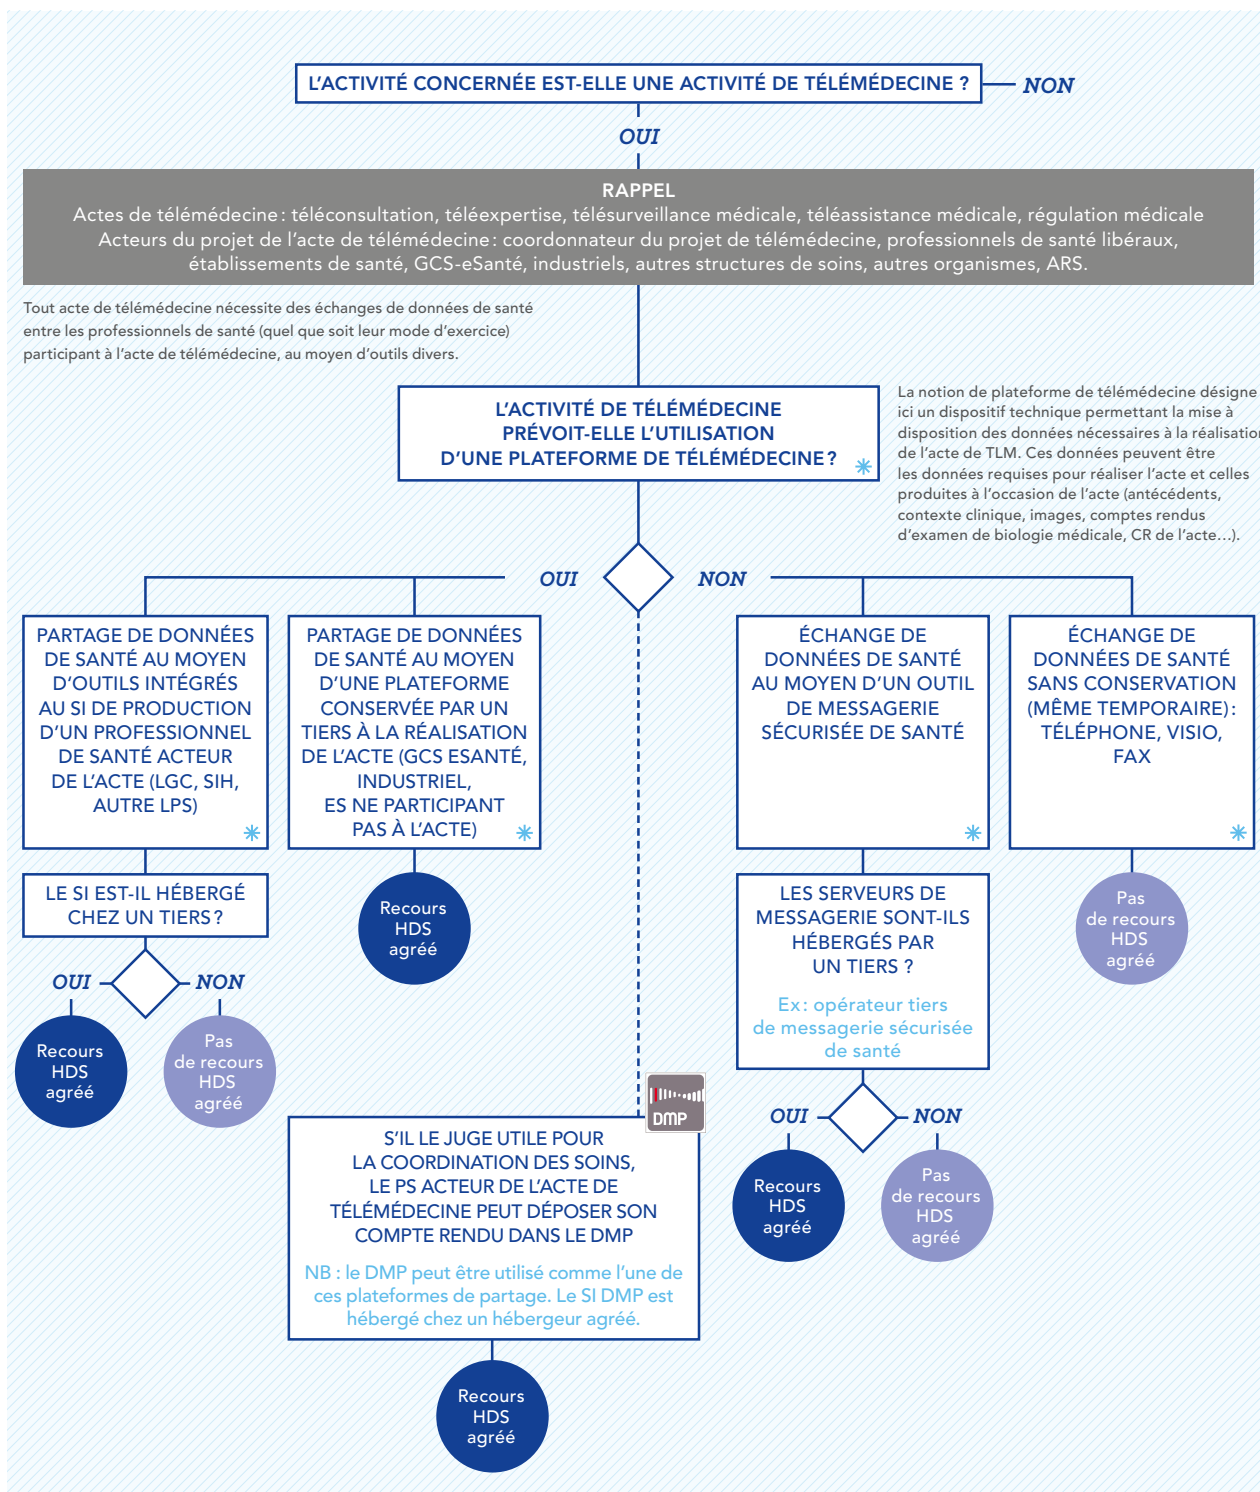 L'ACTIVITÉ CONCERNÉE EST-ELLE UNE ACTIVITÉ DE TÉLÉMÉDECINE ?
NON
OUI
RAPPEL
Actes de télémédecine : téléconsultation, téléexpertise, télésurveillance médicale, téléassistance médicale, régulation médicale
Acteurs du projet de l'acte de télémédecine : coordonnateur du projet de télémédecine, professionnels de santé libéraux,
établissements de santé, GCS-eSanté, industriels, autres structures de soins, autres organismes, ARS.
Tout acte de télémédecine nécessite des échanges de données de santé
entre les professionnels de santé (quel que soit leur mode d'exercice)
participant à l'acte de télémédecine, au moyen d'outils divers.
L'ACTIVITÉ DE TÉLÉMÉDECINE
PRÉVOIT-ELLE L'UTILISATION
D'UNE PLATEFORME DE TÉLÉMÉDECINE ?
La notion de plateforme de télémédecine désigne
ici un dispositif technique permettant la mise à
disposition des données nécessaires à la réalisation
de l'acte de TLM. Ces données peuvent être
les données requises pour réaliser l'acte et celles
produites à l'occasion de l'acte (antécédents,
contexte clinique, images, comptes rendus
d'examen de biologie médicale, CR de l'acte...).
OUI
NON
PARTAGE DE DONNÉES
DE SANTÉ AU MOYEN
D'OUTILS INTÉGRÉS
AU SI DE PRODUCTION
D'UN PROFESSIONNEL
DE SANTÉ ACTEUR
DE L'ACTE (LGC, SIH,
AUTRE LPS)
PARTAGE DE DONNÉES
DE SANTÉ AU MOYEN
D'UNE PLATEFORME
CONSERVÉE PAR UN
TIERS À LA RÉALISATION
DE L'ACTE (GCS ESANTÉ,
INDUSTRIEL,
ES NE PARTICIPANT
PAS À L'ACTE)
ÉCHANGE DE
DONNÉES DE SANTÉ
AU MOYEN D'UN OUTIL
DE MESSAGERIE
SÉCURISÉE DE SANTÉ
ÉCHANGE DE
DONNÉES DE SANTÉ
SANS CONSERVATION
(MÊME TEMPORAIRE) :
TÉLÉPHONE, VISIO,
FAX
LE SI EST-IL HÉBERGÉ
CHEZ UN TIERS ?
Recours
HDS
agréé
LES SERVEURS DE
MESSAGERIE SONT-ILS
HÉBERGÉS PAR
UN TIERS ?
Ex : opérateur tiers
de messagerie sécurisée
de santé
Pas
de recours
HDS
agréé
OUI
NON
Recours
HDS
agréé
Pas
de recours
HDS
agréé
DMP
S'IL LE JUGE UTILE POUR
LA COORDINATION DES SOINS,
LE PS ACTEUR DE L'ACTE DE
TÉLÉMÉDECINE PEUT DÉPOSER SON
COMPTE RENDU DANS LE DMP
NB : le DMP peut être utilisé comme l'une de
ces plateformes de partage. Le SI DMP est
hébergé chez un hébergeur agréé.
OUI
NON
Recours
HDS
agréé
Pas
de recours
HDS
agréé
Recours
HDS
agréé